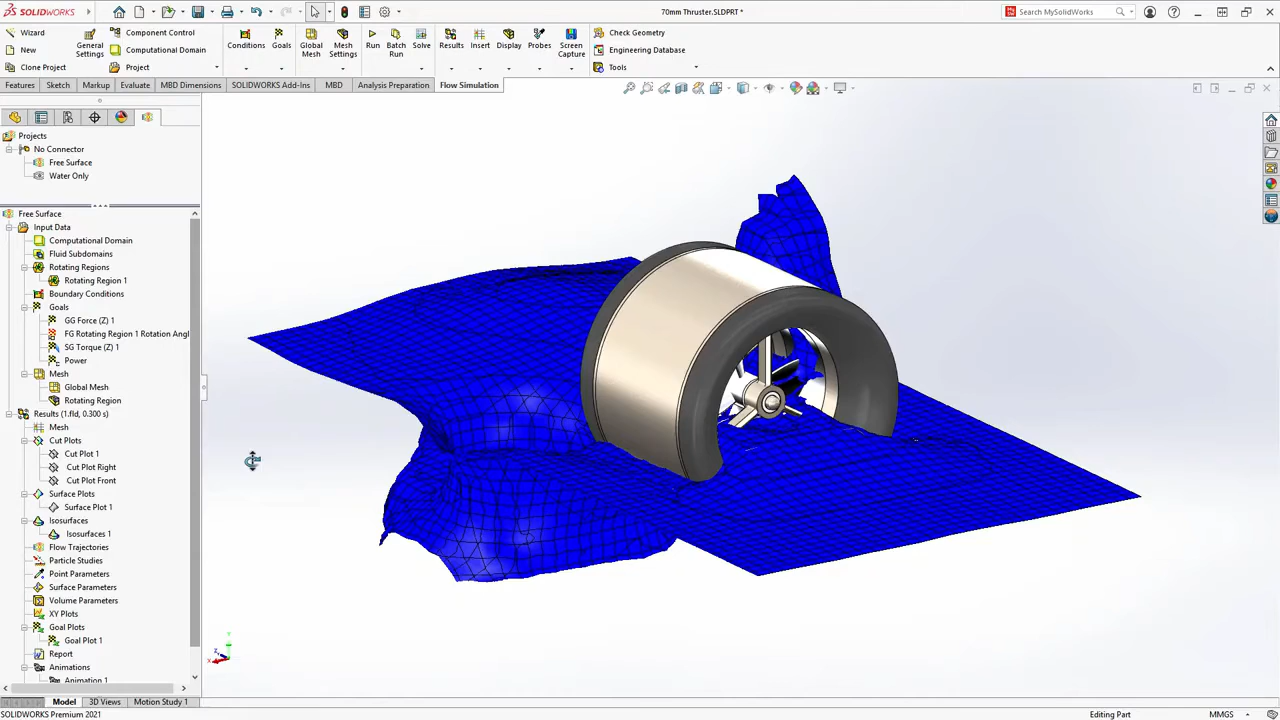 SOLIDWORKS
70mm Thruster.SLDPRT *
Search MySolidWorks
Wizard
New
Clone Project
General Settings
Component Control
Computational Domain
Project
Conditions
Goals
Global Mesh
Mesh Settings
Run
Batch Run
Solve
Results
Insert
Display
Probes
Screen Capture
Check Geometry
Engineering Database
Tools
Features
Sketch
Markup
Evaluate
MBD Dimensions
SOLIDWORKS Add-Ins
MBD
Analysis Preparation
Flow Simulation
Projects
No Connector
Free Surface
Water Only
Free Surface
Input Data
Computational Domain
Fluid Subdomains
Rotating Regions
Rotating Region 1
Boundary Conditions
Goals
GG Force (Z) 1
FG Rotating Region 1 Rotation Angl
SG Torque (Z) 1
Power
Mesh
Global Mesh
Rotating Region
Results (1.fld, 0.300 s)
Mesh
Cut Plots
Cut Plot 1
Cut Plot Right
Cut Plot Front
Surface Plots
Surface Plot 1
Isosurfaces
Isosurfaces 1
Flow Trajectories
Particle Studies
Point Parameters
Surface Parameters
Volume Parameters
XY Plots
Goal Plots
Goal Plot 1
Report
Animations
Animation 1
Y
Z
X
Model
3D Views
Motion Study 1
SOLIDWORKS Premium 2021
Editing Part
MMGS